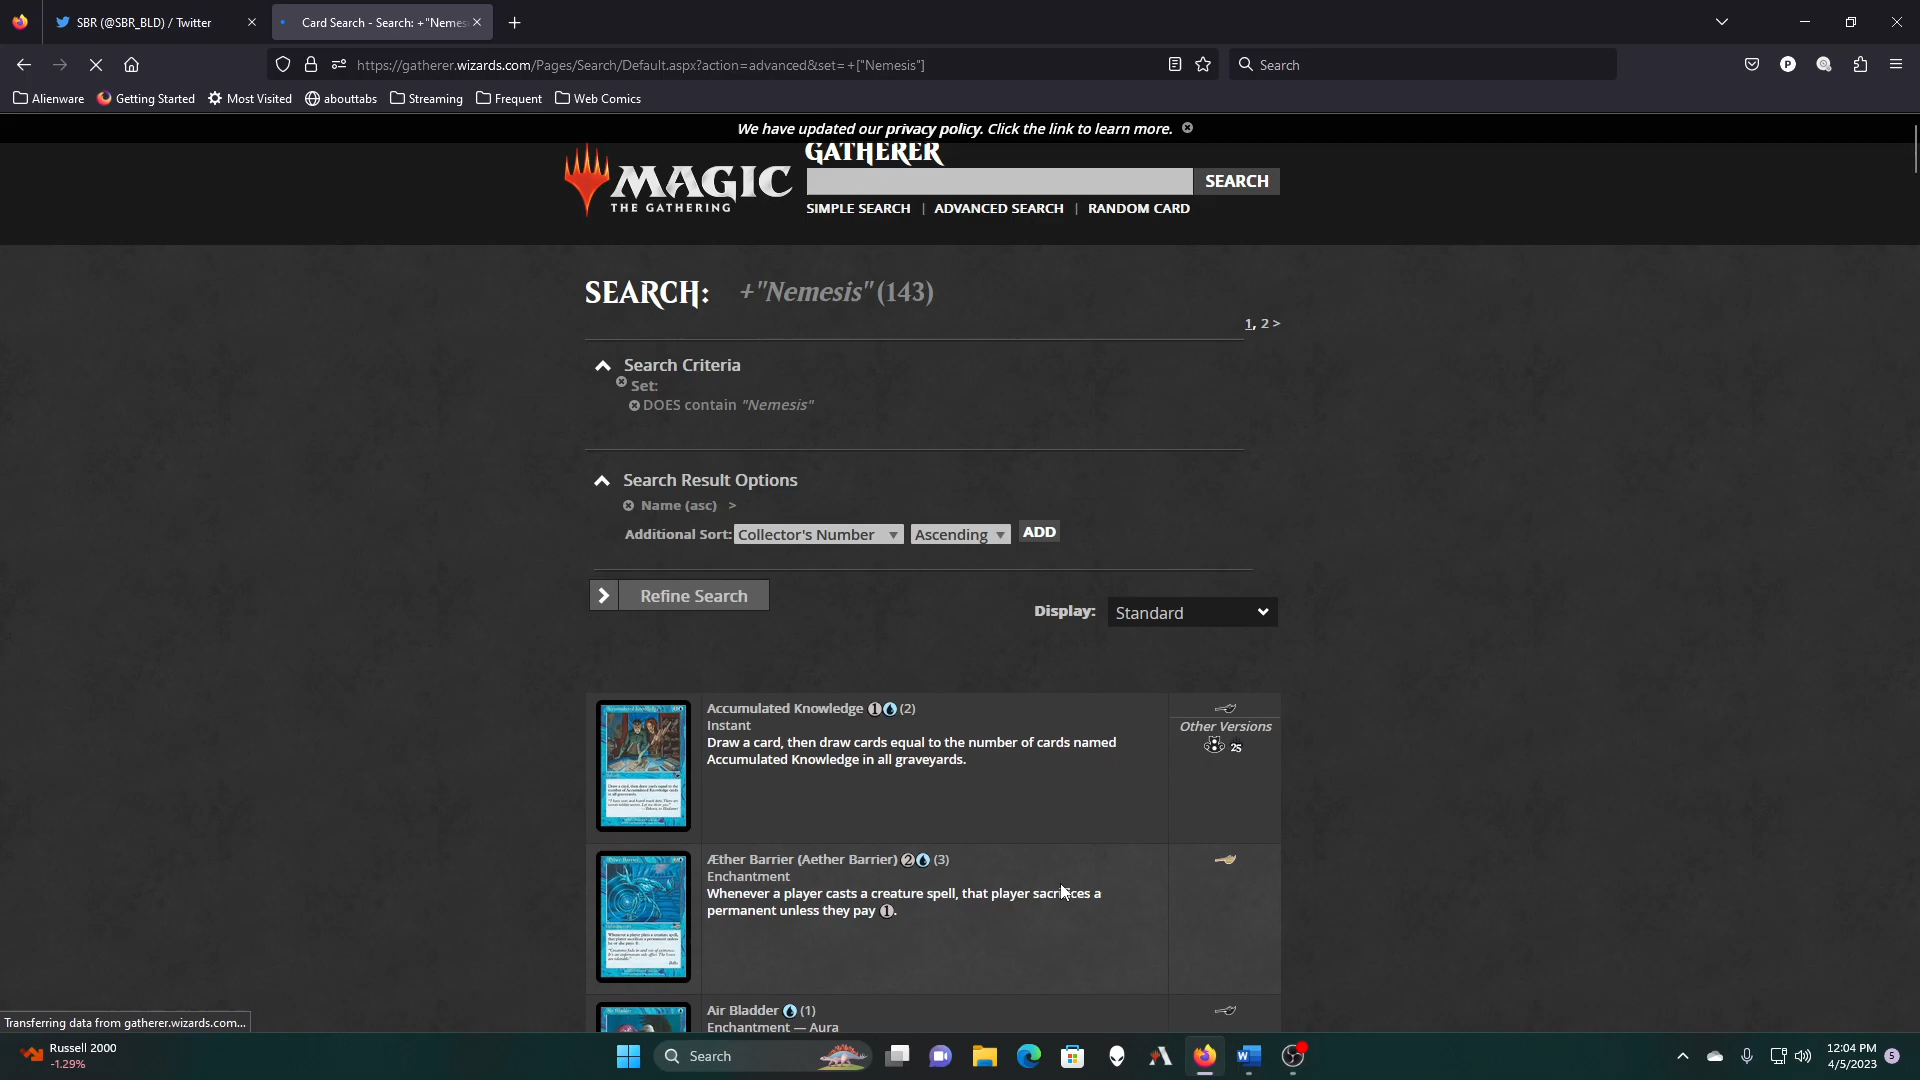 SBR (@SBR_BLD) / Twitter
Card Search - Search: +"Nemes
https://gatherer.wizards.com/Pages/Search/Default.aspx?action=advanced&set=+["Nemesis"]
Search
Alienware
Getting Started
Most Visited
abouttabs
Streaming
Frequent
Web Comics
We have updated our privacy policy. Click the link to learn more.
GATHERER
MAGIC
THE GATHERING
SEARCH
SIMPLE SEARCH | ADVANCED SEARCH | RANDOM CARD
SEARCH: +"Nemesis"(143)
1, 2 >
Search Criteria
Set:
DOES contain "Nemesis"
Search Result Options
Name (asc) >
Additional Sort: Collector's Number Ascending ADD
Refine Search
Display: Standard
Accumulated Knowledge 1 (2)
Instant
Draw a card, then draw cards equal to the number of cards named
Accumulated Knowledge in all graveyards.
Other Versions
25
Æther Barrier (Aether Barrier) 2 (3)
Enchantment
Whenever a player casts a creature spell, that player sacrifices a
permanent unless they pay 1.
Air Bladder (1)
Enchantment — Aura
Transferring data from gatherer.wizards.com...
Russell 2000
-1.29%
Search
12:04 PM
4/5/2023
5